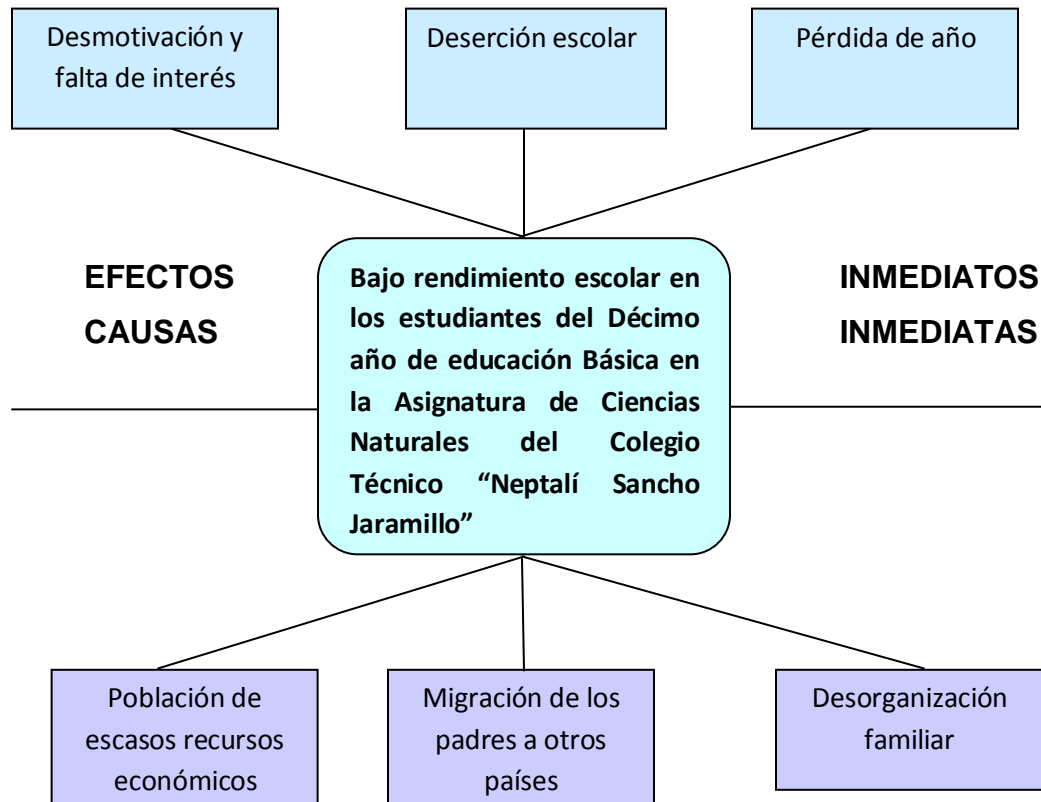 Desmotivación y
falta de interés
Deserción escolar
Pérdida de año
EFECTOS
CAUSAS
Bajo rendimiento escolar en
los estudiantes del Décimo
año de educación Básica en
la Asignatura de Ciencias
Naturales del Colegio
Técnico “Neptalí Sancho
Jaramillo”
INMEDIATOS
INMEDIATAS
Población de
escasos recursos
económicos
Migración de los
padres a otros
países
Desorganización
familiar